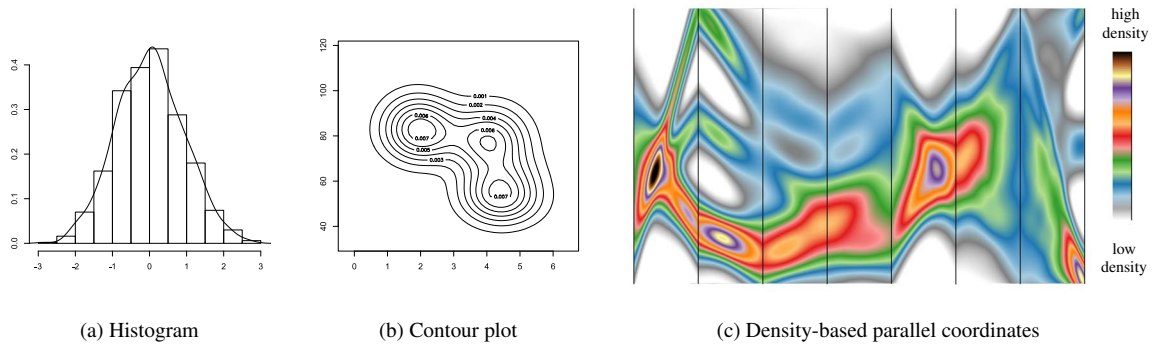 0.4
0.3
0.2
0.1
0.0
-3 -2 -1 0 1 2 3
120
100
80
60
40
0 1 2 3 4 5 6
0.001
0.002
0.004
0.006
0.006
0.007
0.005
0.003
0.007
high
density
low
density
(a) Histogram
(b) Contour plot
(c) Density-based parallel coordinates